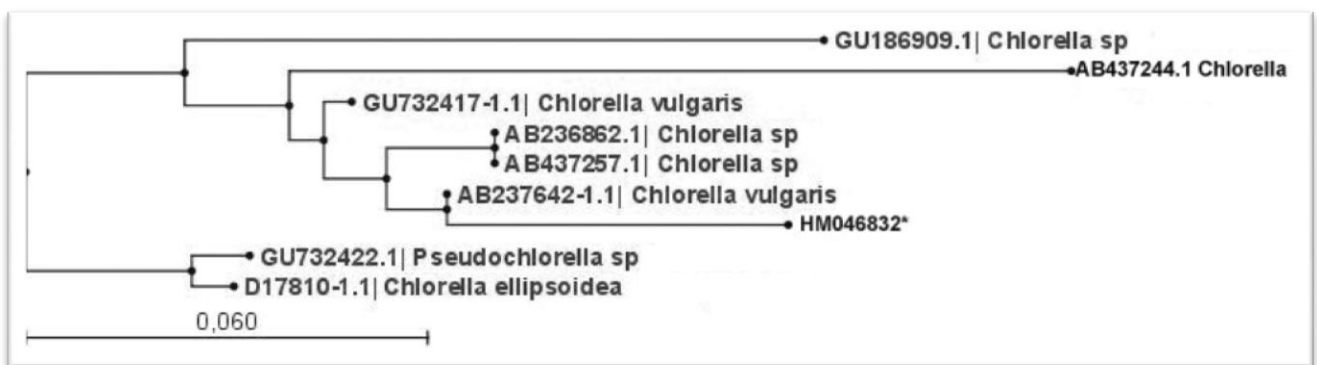 GU186909.1| Chlorella sp
AB437244.1 Chlorella
GU732417-1.1| Chlorella vulgaris
AB236862.1| Chlorella sp
AB437257.1| Chlorella sp
AB237642-1.1| Chlorella vulgaris
HM046832*
GU732422.1| Pseudochlorella sp
D17810-1.1| Chlorella ellipsoidea
0,060